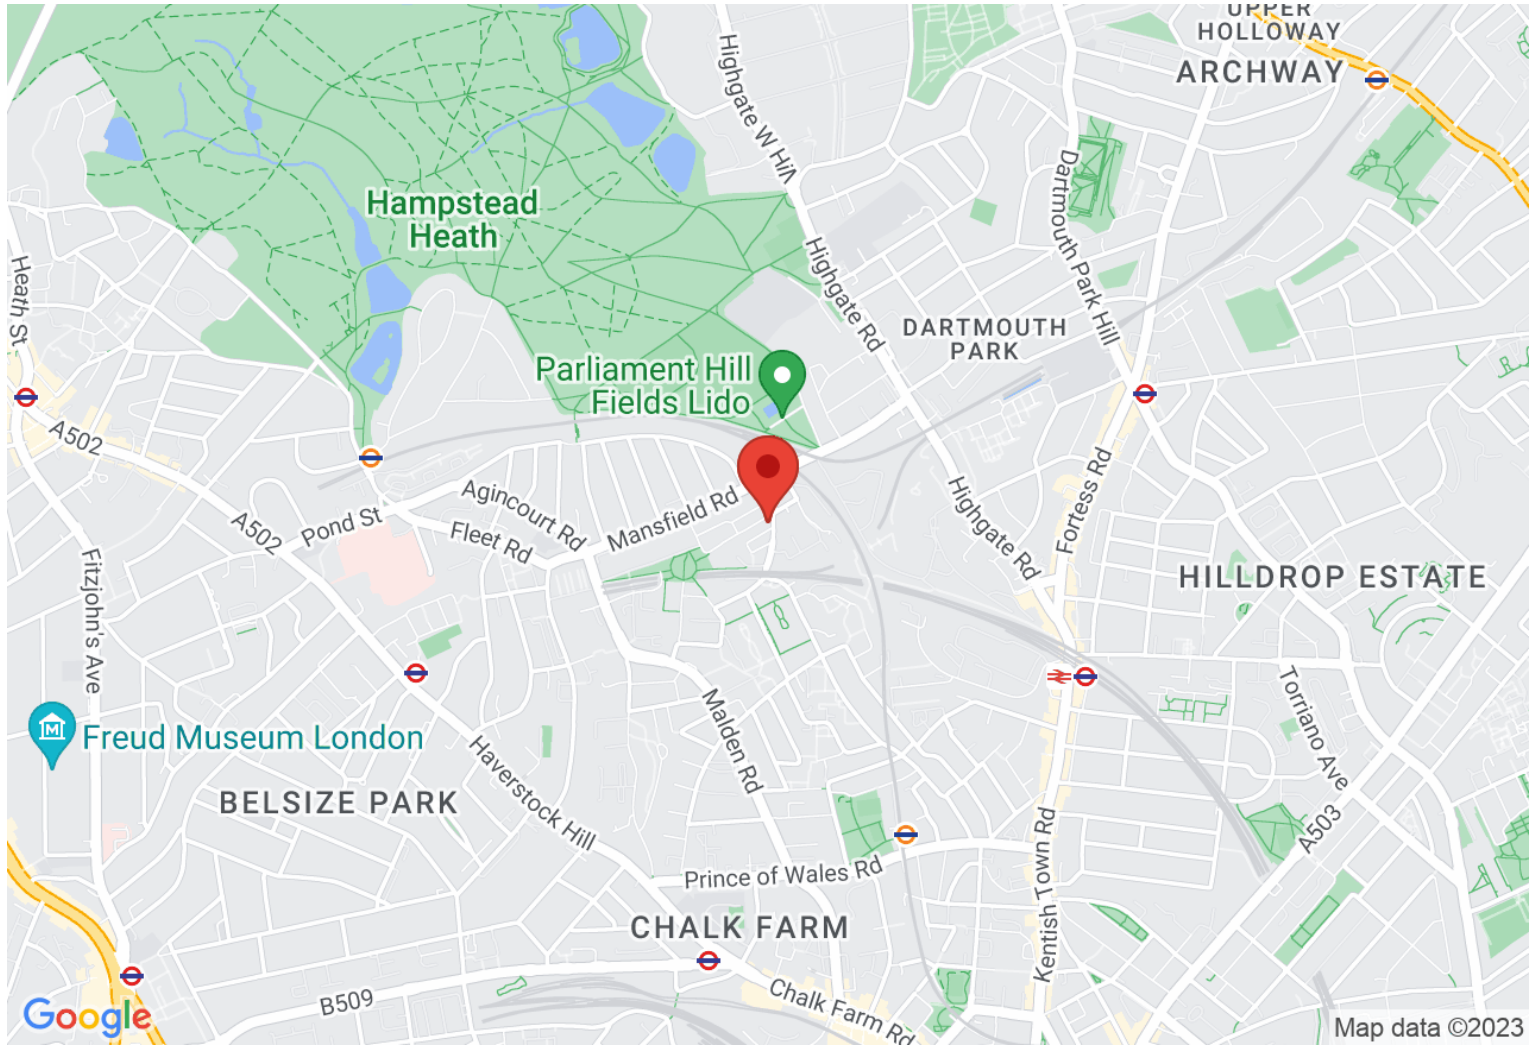 UPPER
HOLLOWAY
ARCHWAY
Highgate W Hill
Dartmouth Park Hill
Hampstead
Heath
Heath St
Highgate Rd
DARTMOUTH
PARK
Parliament Hill
Fields Lido
A502
Agincourt Rd
Mansfield Rd
Highgate Rd
Fortess Rd
A502
Pond St
Fleet Rd
HILLDROP ESTATE
Fitzjohn's Ave
Torriano Ave
Malden Rd
M
Freud Museum London
Haverstock Hill
BELSIZE PARK
Kentish Town Rd
A503
Prince of Wales Rd
CHALK FARM
B509
Chalk Farm Rd
Google
Map data ©2023